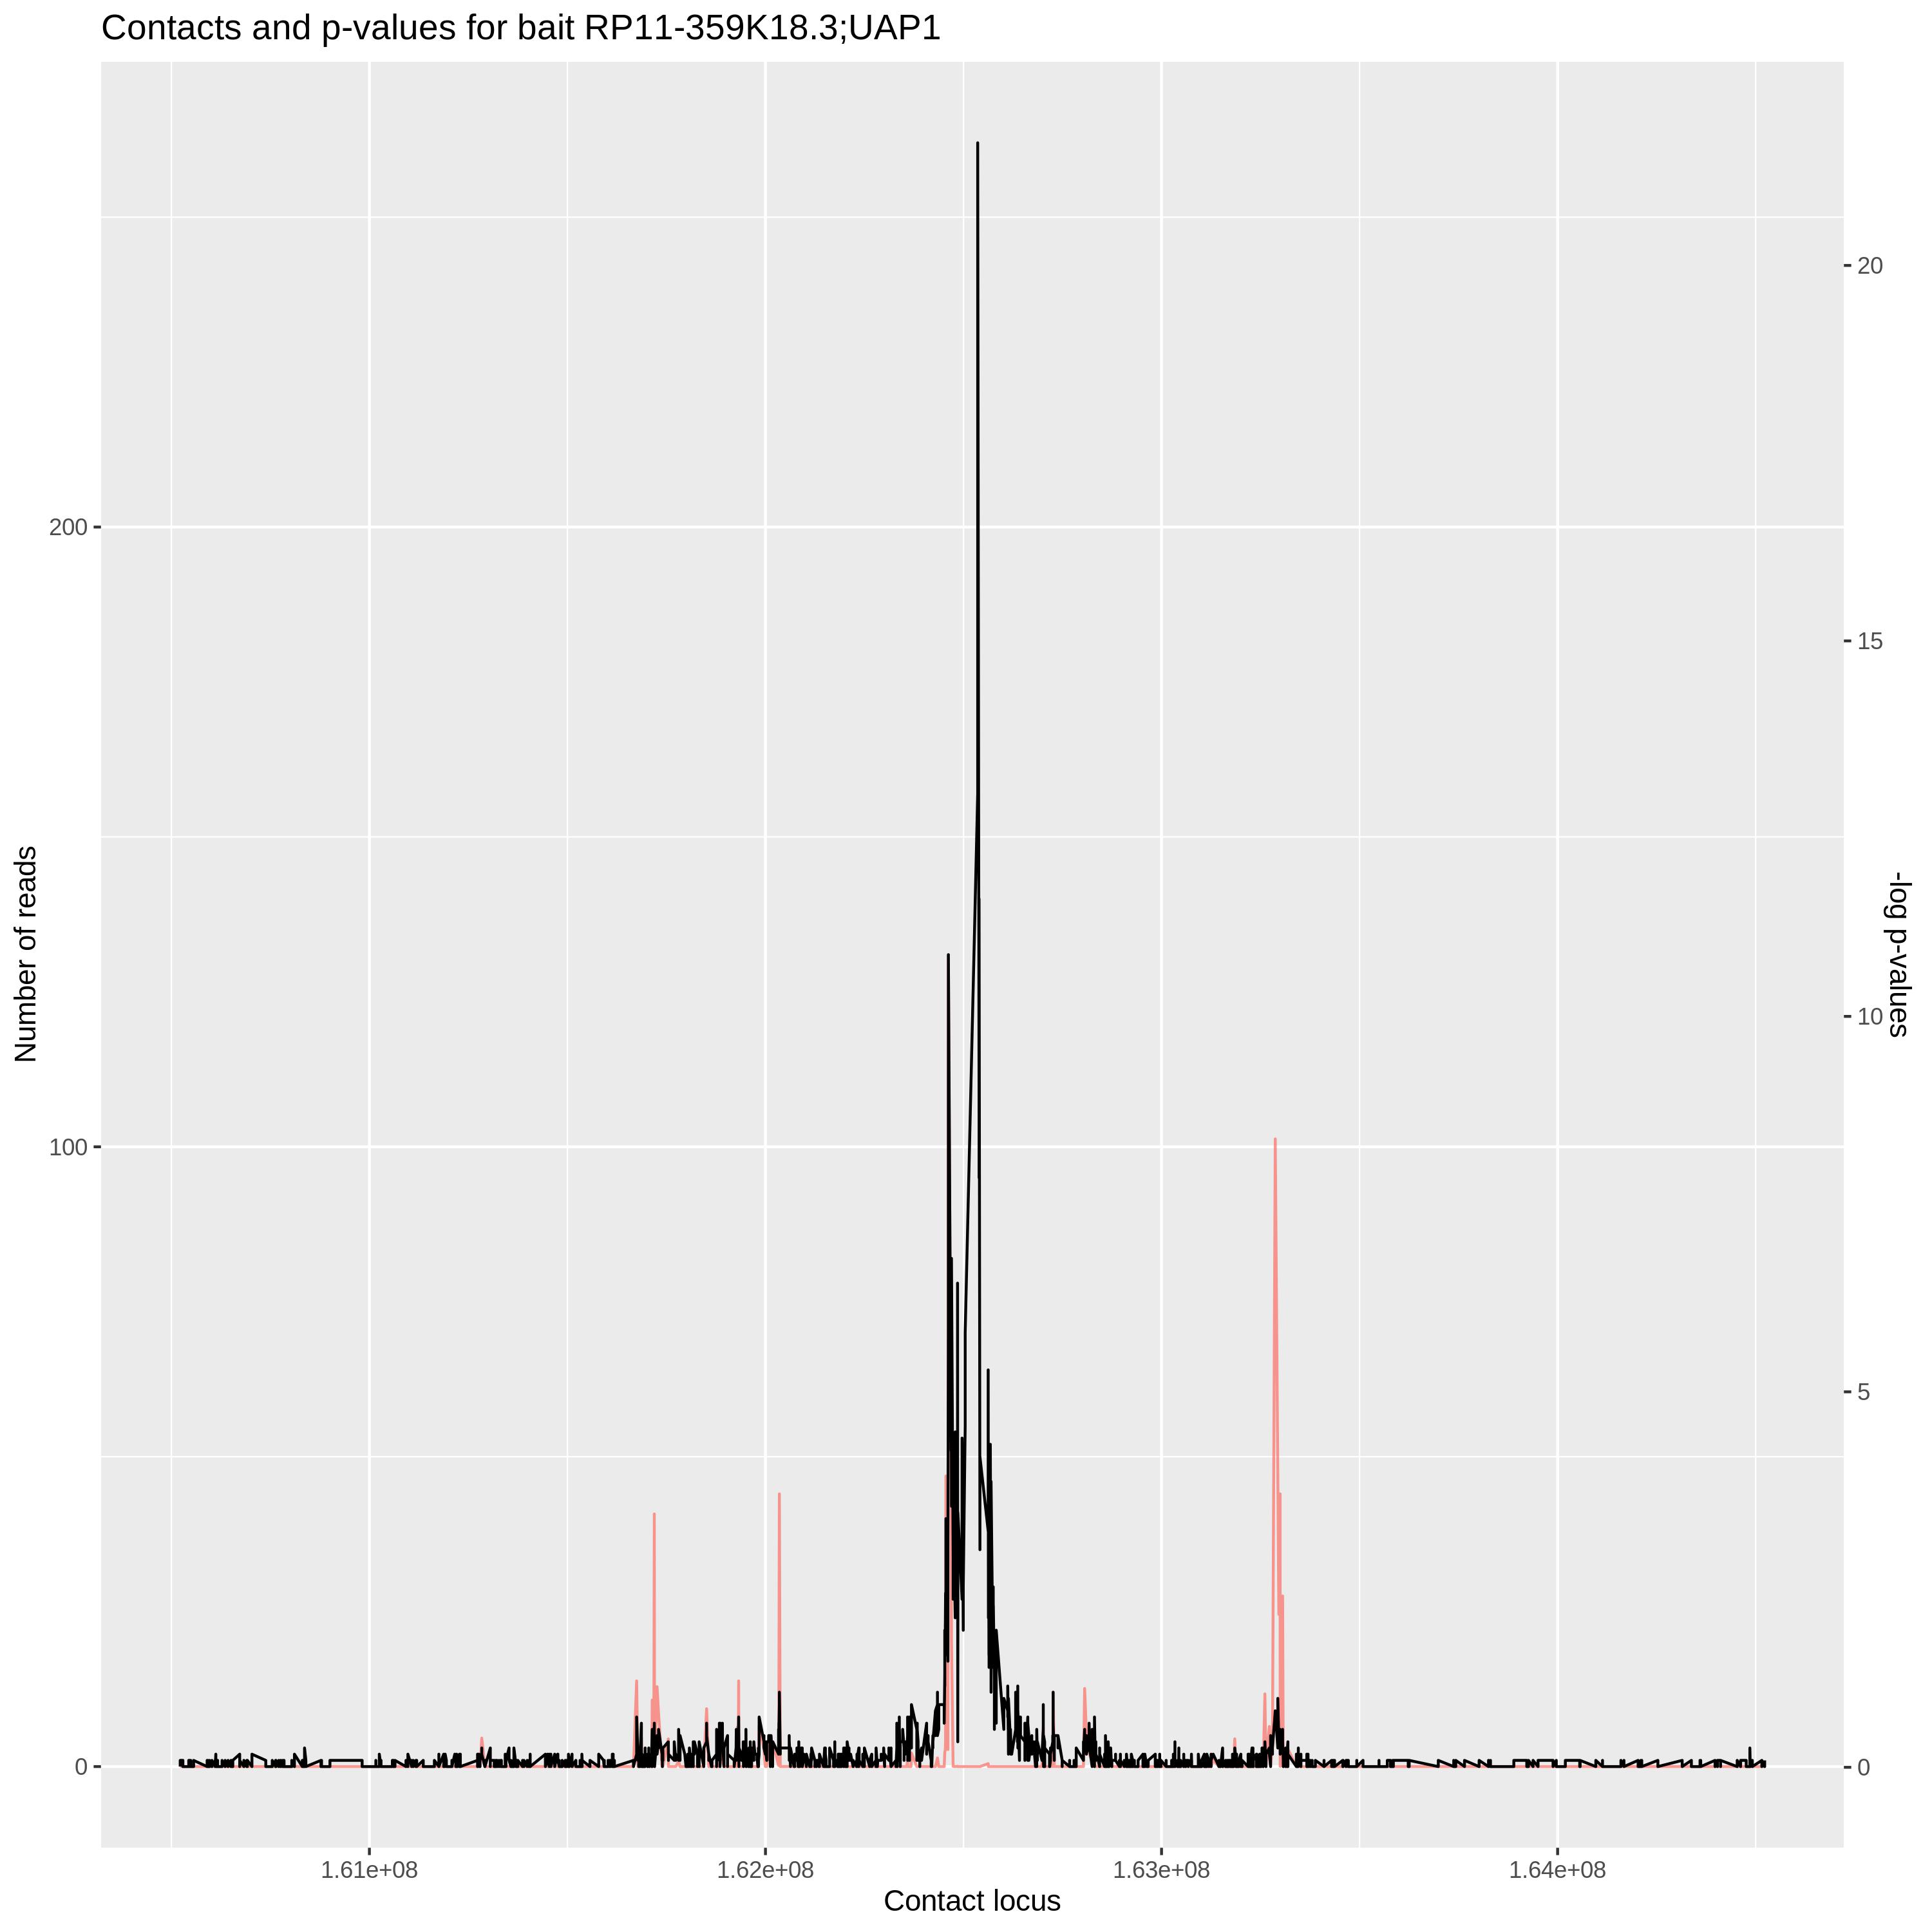 Contacts and p-values for bait RP11-359K18.3;UAP1
Number of reads
200
100
0
20
15
10
5
0
-log p-values
1.61e+08 1.62e+08 1.63e+08 1.64e+08
Contact locus